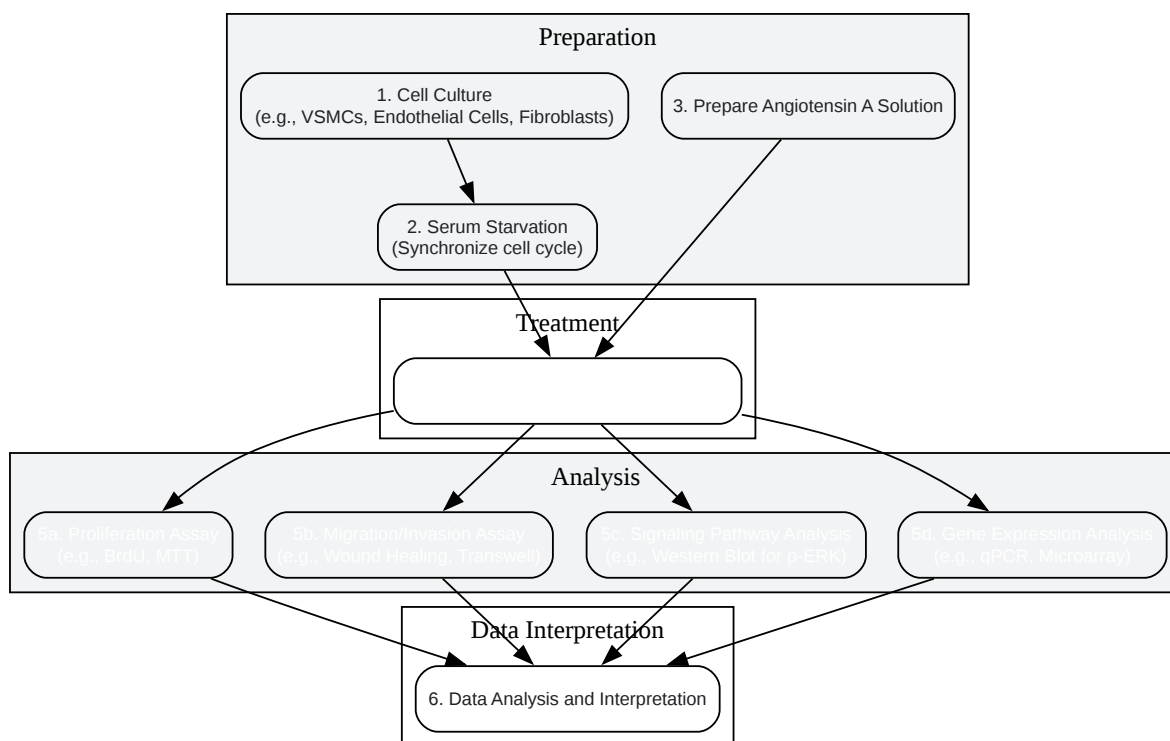 Preparation
1. Cell Culture
(e.g., VSMCs, Endothelial Cells, Fibroblasts)
3. Prepare Angiotensin A Solution
2. Serum Starvation
(Synchronize cell cycle)
Treatment
Analysis
5a. Proliferation Assay
(e.g., BrdU, MTT)
5b. Migration/Invasion Assay
(e.g., Wound Healing, Transwell)
5c. Signaling Pathway Analysis
(e.g., Western Blot for p-ERK)
5d. Gene Expression Analysis
(e.g., qPCR, Microarray)
Data Interpretation
6. Data Analysis and Interpretation